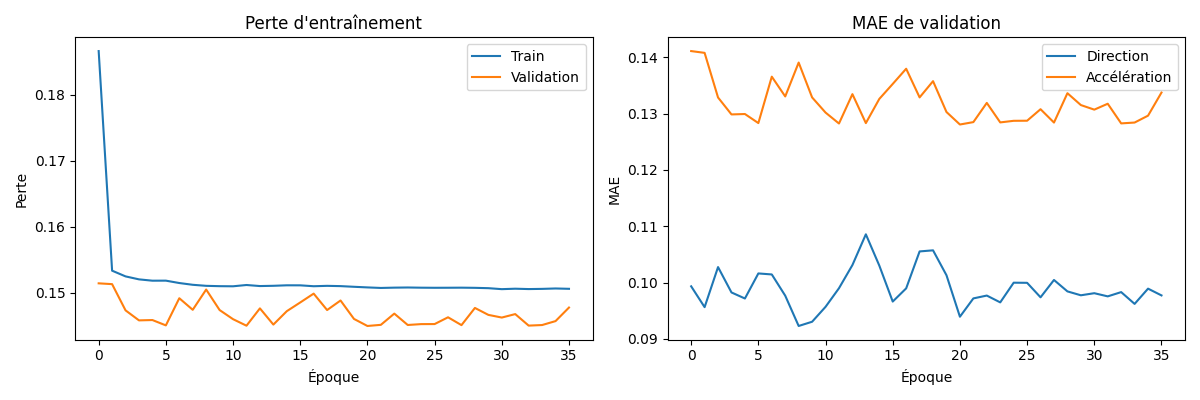 Perte d'entraînement
Train
Validation
0.18
0.17
0.16
0.15
Perte
0 5 10 15 20 25 30 35
Époque
MAE de validation
Direction
Accélération
0.14
0.13
0.12
0.11
0.10
0.09
MAE
0 5 10 15 20 25 30 35
Époque